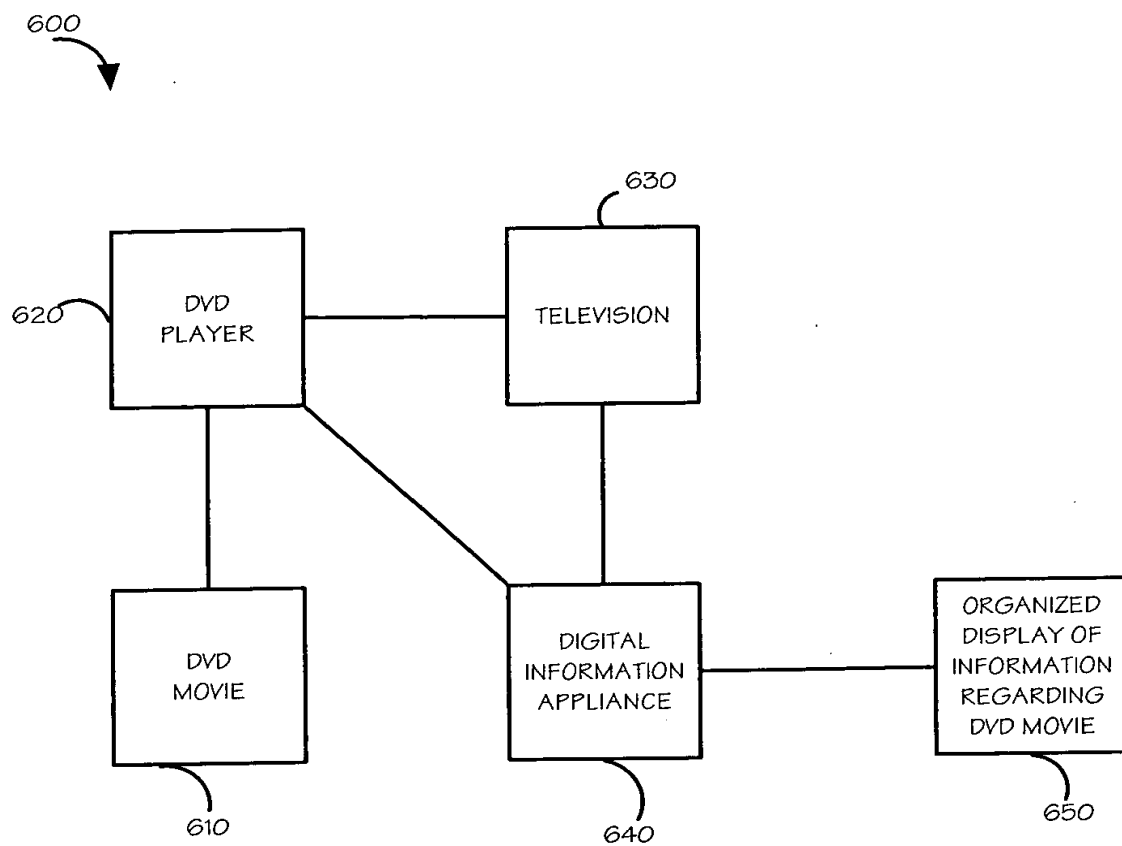 600
630
620
DVD
PLAYER
TELEVISION
DVD
MOVIE
DIGITAL
INFORMATION
APPLIANCE
ORGANIZED
DISPLAY OF
INFORMATION
REGARDING
DVD MOVIE
610
640
650